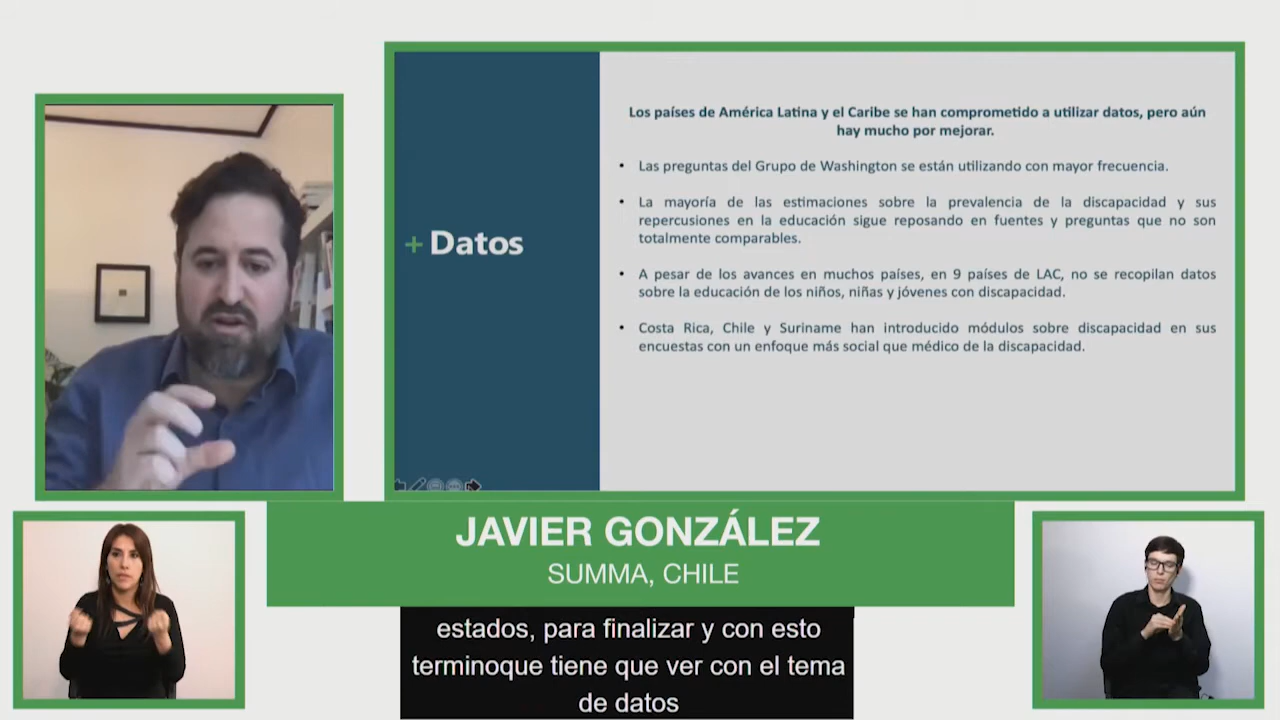 Los países de América Latina y el Caribe se han comprometido a utilizar datos, pero aún
hay mucho por mejorar.
• Las preguntas del Grupo de Washington se están utilizando con mayor frecuencia.
• La mayoría de las estimaciones sobre la prevalencia de la discapacidad y sus
repercusiones en la educación sigue reposando en fuentes y preguntas que no son
totalmente comparables.
+ Datos
• A pesar de los avances en muchos países, en 9 países de LAC, no se recopilan datos
sobre la educación de los niños, niñas y jóvenes con discapacidad.
• Costa Rica, Chile y Suriname han introducido módulos sobre discapacidad en sus
encuestas con un enfoque más social que médico de la discapacidad.
JAVIER GONZÁLEZ
SUMMA, CHILE
estados, para finalizar y con esto
terminoque tiene que ver con el tema
de datos